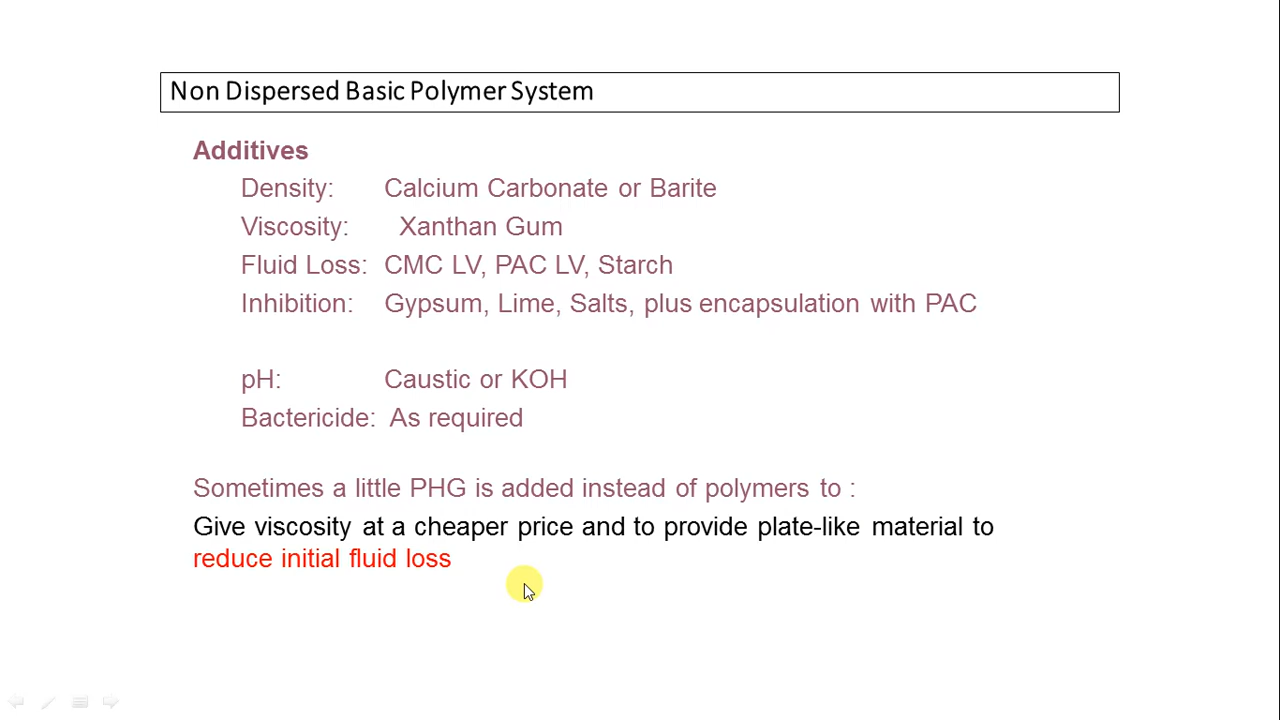 Non Dispersed Basic Polymer System
Additives
Density: Calcium Carbonate or Barite
Viscosity: Xanthan Gum
Fluid Loss: CMC LV, PAC LV, Starch
Inhibition: Gypsum, Lime, Salts, plus encapsulation with PAC
pH: Caustic or KOH
Bactericide: As required
Sometimes a little PHG is added instead of polymers to :
Give viscosity at a cheaper price and to provide plate-like material to
reduce initial fluid loss